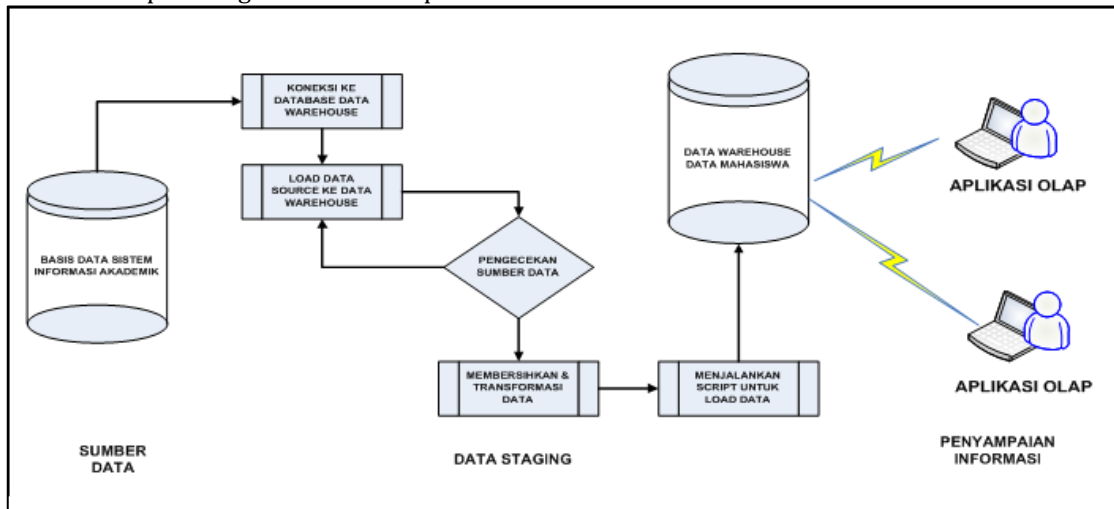 KONEKSI KE
DATABASE DATA
WAREHOUSE
LOAD DATA
SOURCE KE DATA
WAREHOUSE
BASIS DATA SISTEM
INFORMASI AKADEMIK
PENGECEKAN
SUMBER DATA
MEMBERSIHKAN &
TRANSFORMASI
DATA
MENJALANKAN
SCRIPT UNTUK
LOAD DATA
DATA WAREHOUSE
DATA MAHASISWA
APLIKASI OLAP
APLIKASI OLAP
SUMBER
DATA
DATA STAGING
PENYAMPAIAN
INFORMASI